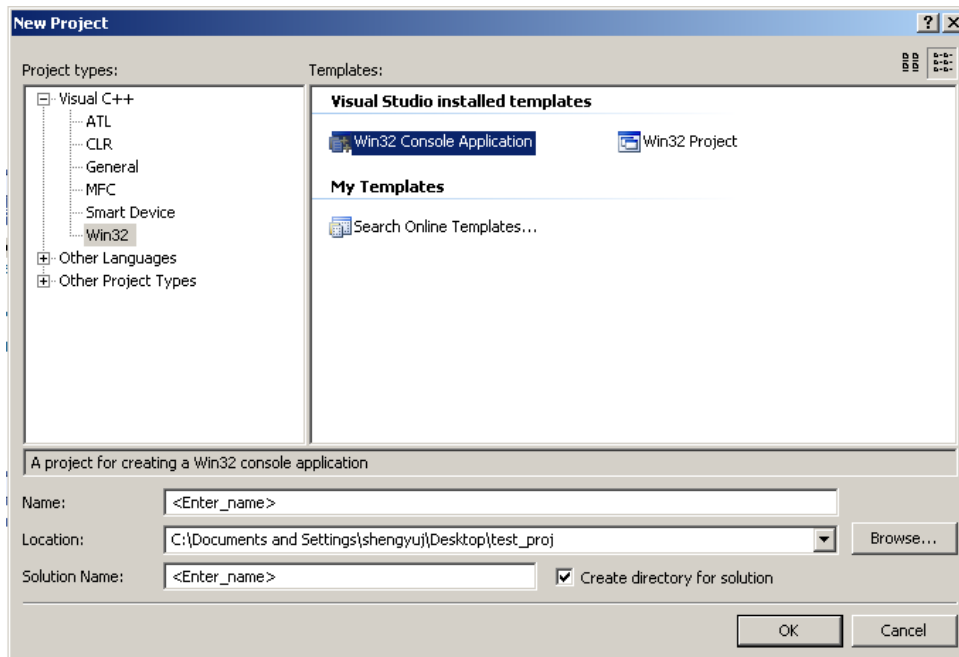 New Project
Project types:
Templates:
Visual C++
ATL
CLR
General
MFC
Smart Device
Win32
Other Languages
Other Project Types
Visual Studio installed templates
Win32 Console Application
Win32 Project
My Templates
Search Online Templates...
A project for creating a Win32 console application
Name:
<Enter_name>
Location:
C:\Documents and Settings\shengyuj\Desktop\test_proj
Browse...
Solution Name:
<Enter_name>
Create directory for solution
OK
Cancel